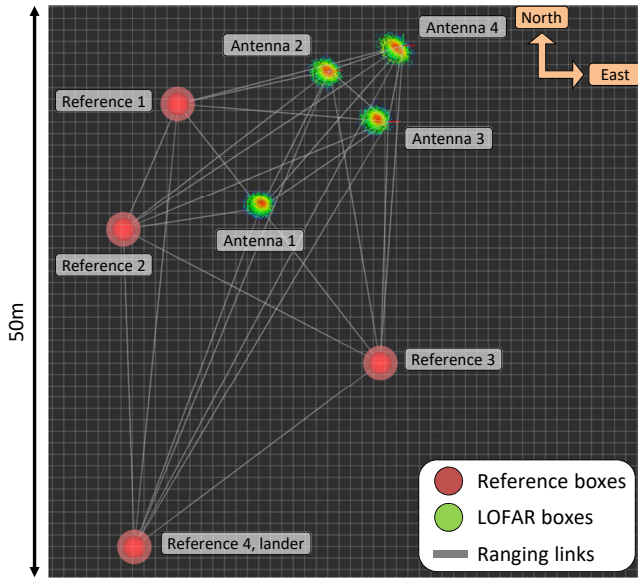 North
Antenna 4
Antenna 2
East
Reference 1
Antenna 3
Antenna 1
Reference 2
50m
Reference 3
Reference boxes
LOFAR boxes
Ranging links
Reference 4, lander